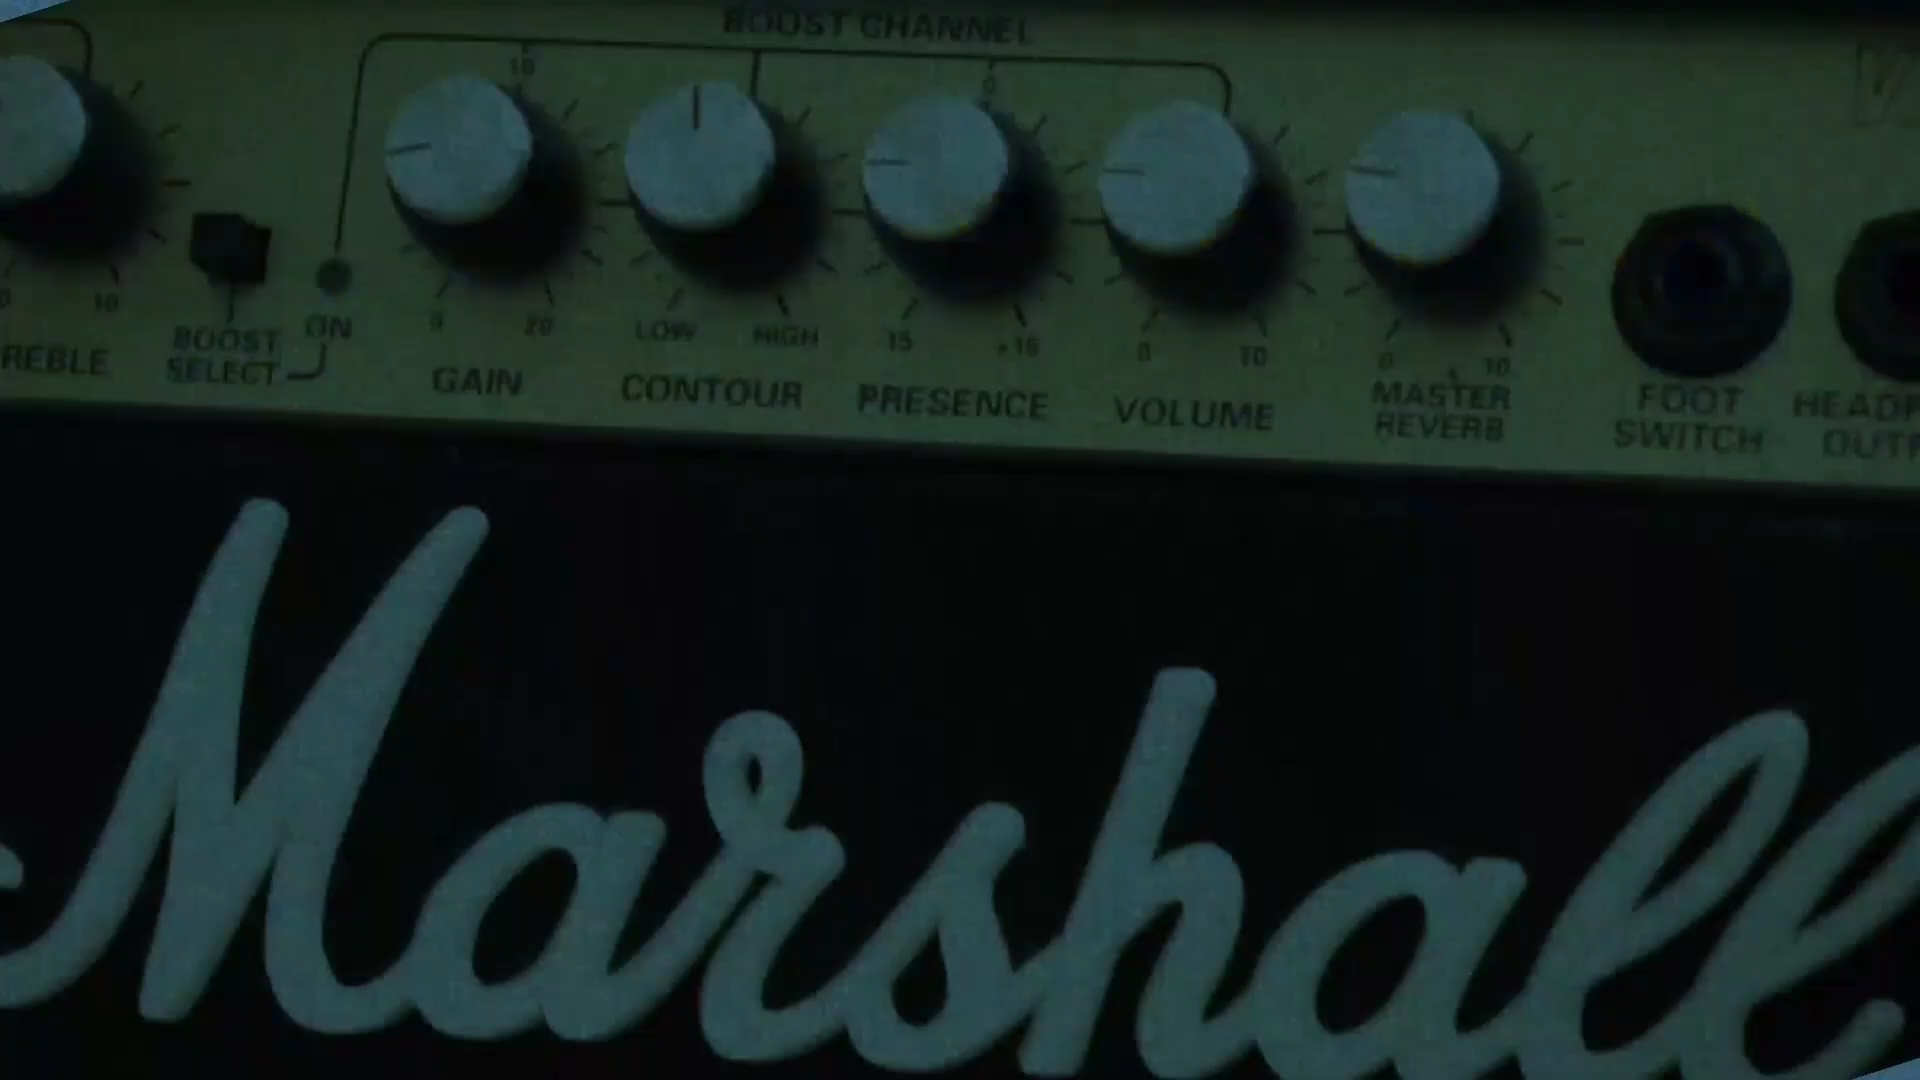 BOOST CHANNEL
10
0
10
BOOST
SELECT
ON
0
20
GAIN
LOW
HIGH
CONTOUR
15
+15
PRESENCE
0
10
VOLUME
0
10
MASTER
REVERB
FOOT
SWITCH
Marshall